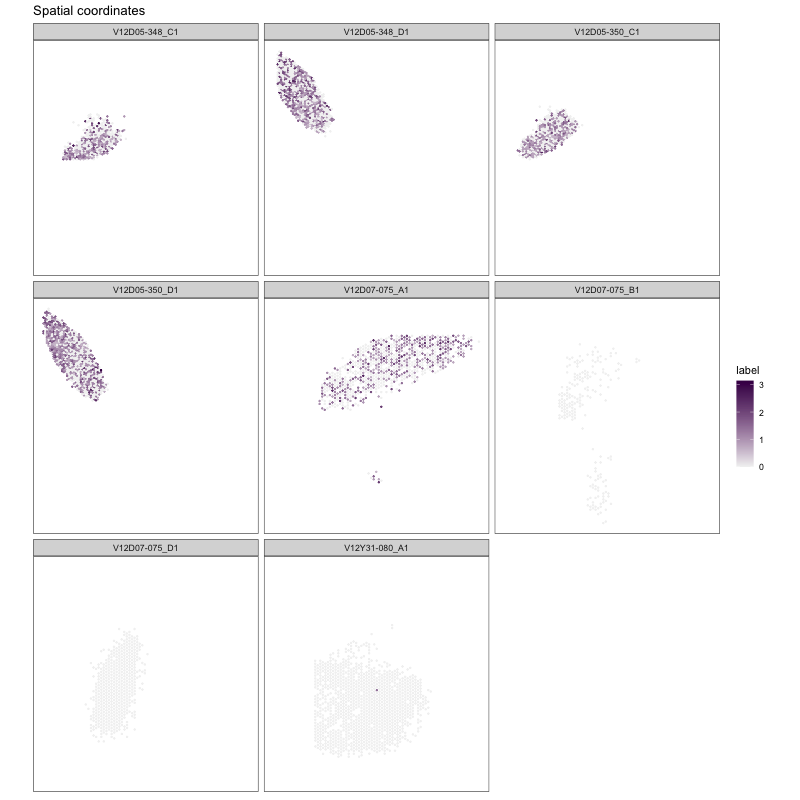 Spatial coordinates
V12D05-348_C1
V12D05-348_D1
V12D05-350_C1
V12D05-350_D1
V12D07-075_A1
V12D07-075_B1
label
3
2
1
0
V12D07-075_D1
V12Y31-080_A1